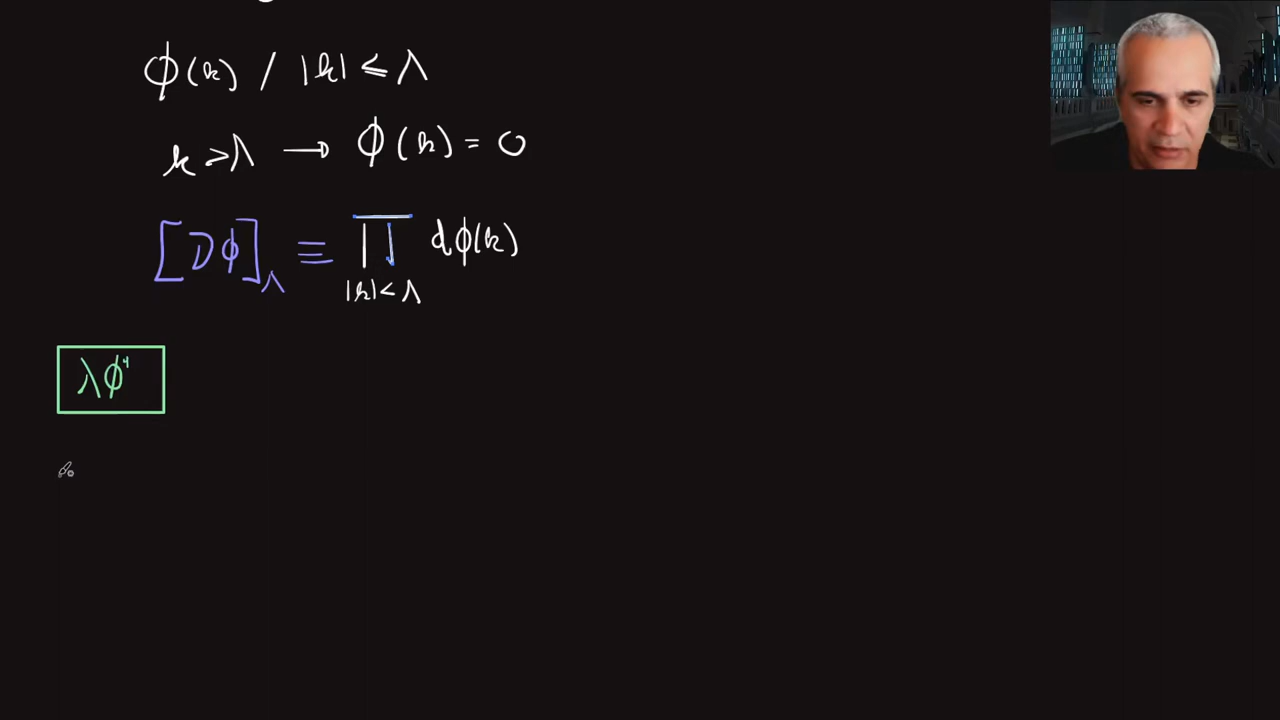 ϕ(k) / |k| ≤ Λ
k > Λ → ϕ(k) = 0
[Dϕ]_Λ ≡ ∏_{|k|<Λ} dϕ(k)
λϕ⁴